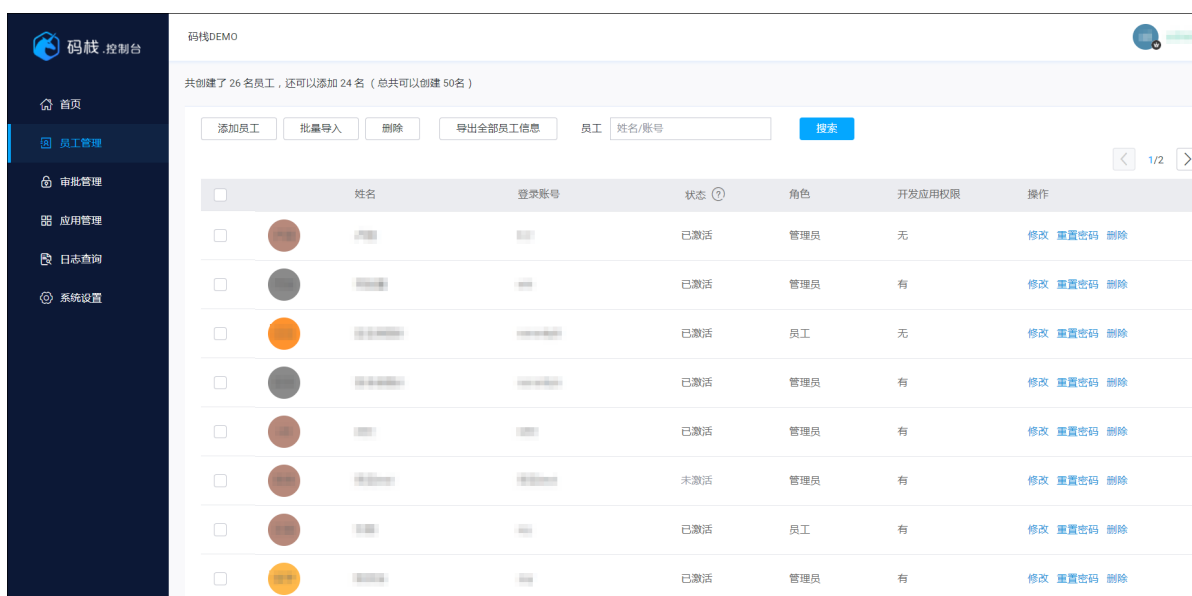 码栈.控制台
码栈DEMO
共创建了 26 名员工，还可以添加 24 名（ 总共可以创建 50名 ）
首页
员工管理
审批管理
应用管理
日志查询
系统设置
添加员工 批量导入 删除 导出全部员工信息 员工 姓名/账号 搜索
1/2
姓名 登录账号 状态 ? 角色 开发应用权限 操作
已激活 管理员 无 修改 重置密码 删除
已激活 管理员 有 修改 重置密码 删除
已激活 员工 无 修改 重置密码 删除
已激活 管理员 有 修改 重置密码 删除
已激活 管理员 有 修改 重置密码 删除
未激活 管理员 有 修改 重置密码 删除
已激活 员工 有 修改 重置密码 删除
已激活 管理员 有 修改 重置密码 删除